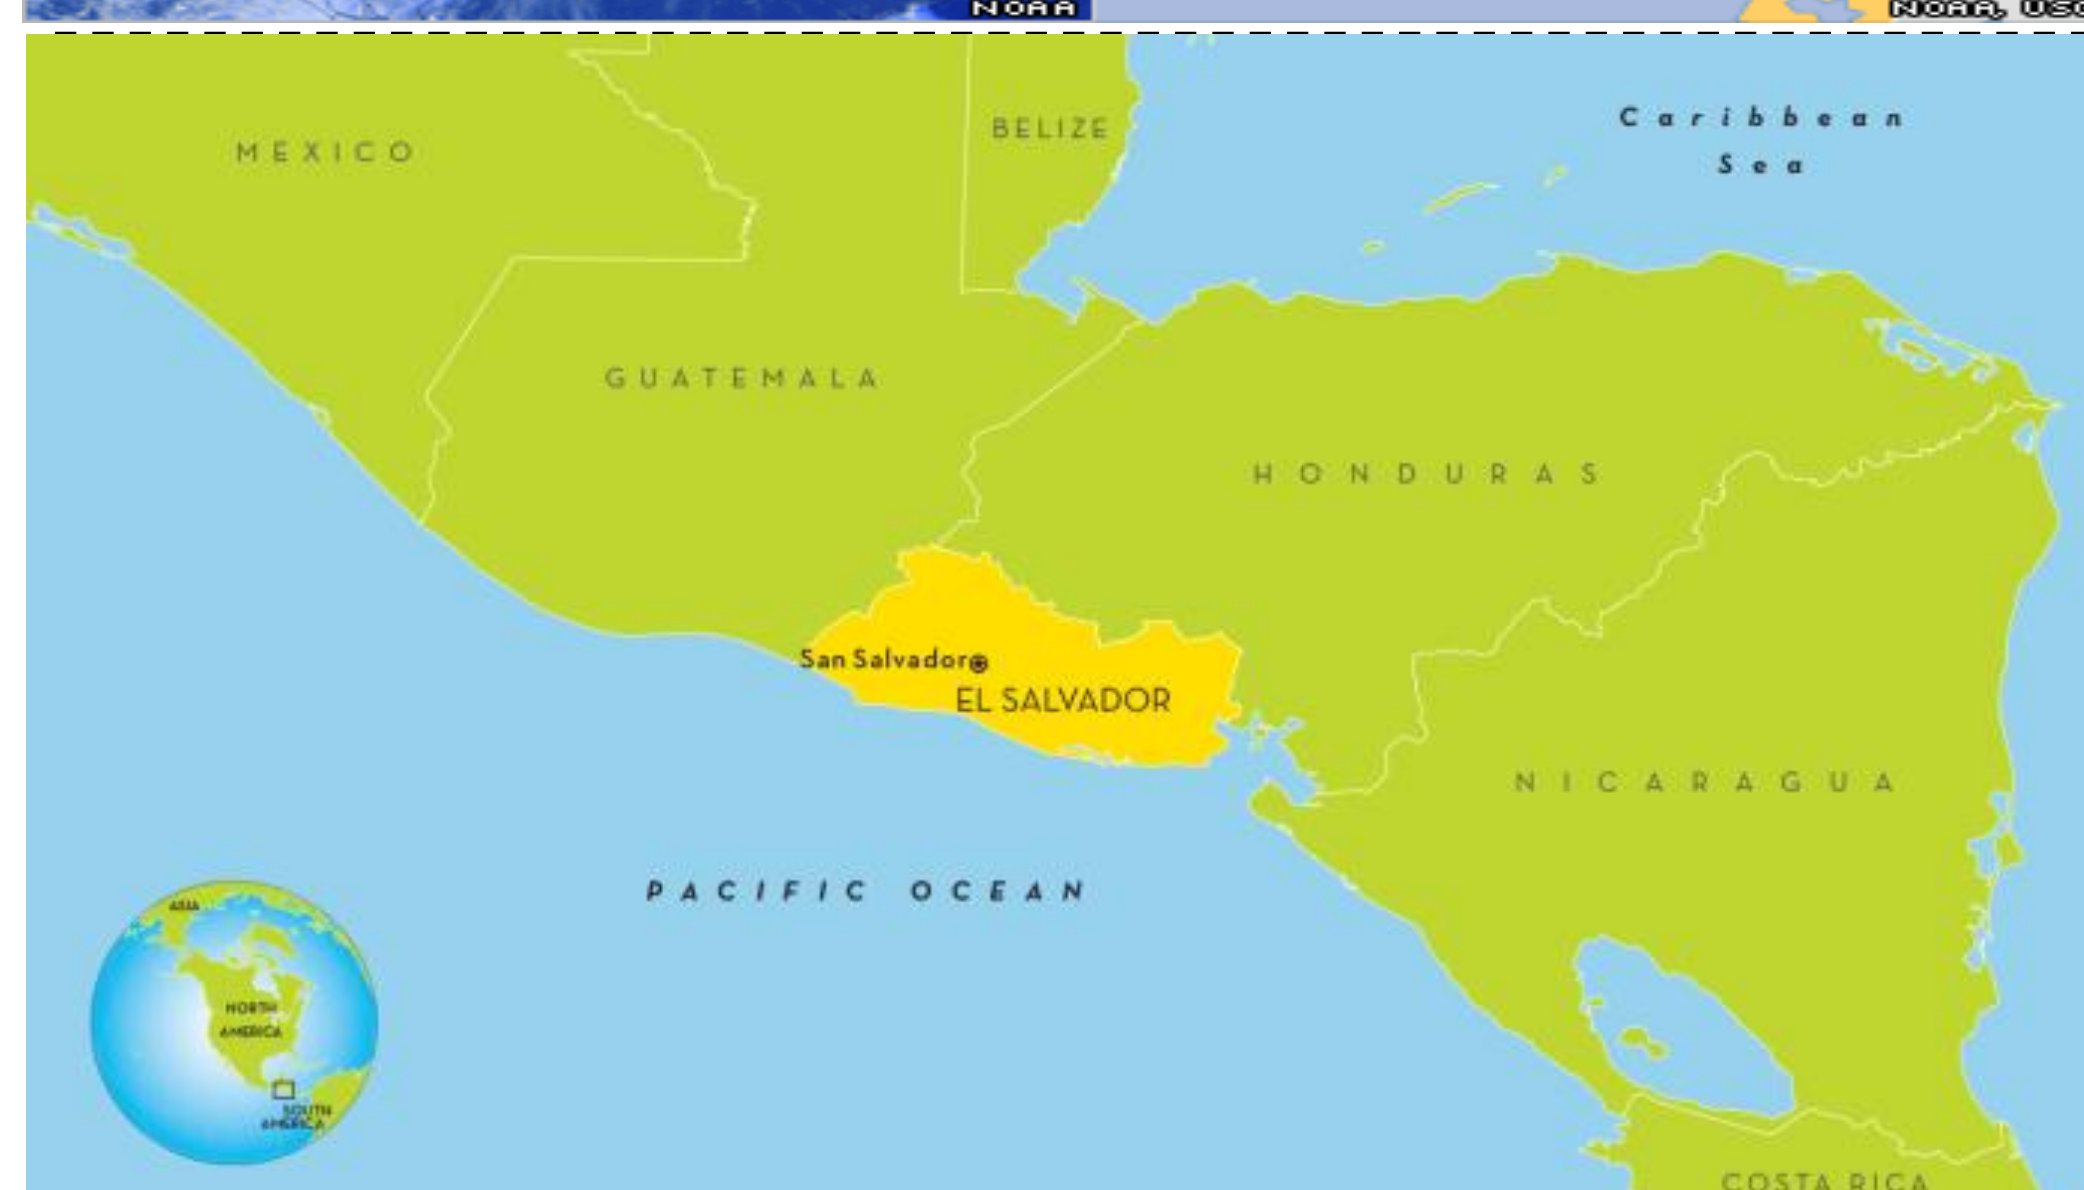 NOAA
NOAA, USG
Caribbean
Sea
BELIZE
MEXICO
GUATEMALA
HONDURAS
San Salvador
EL SALVADOR
NICARAGUA
PACIFIC OCEAN
ASIA
NORTH
AMERICA
SOUTH
AMERICA
COSTA RICA